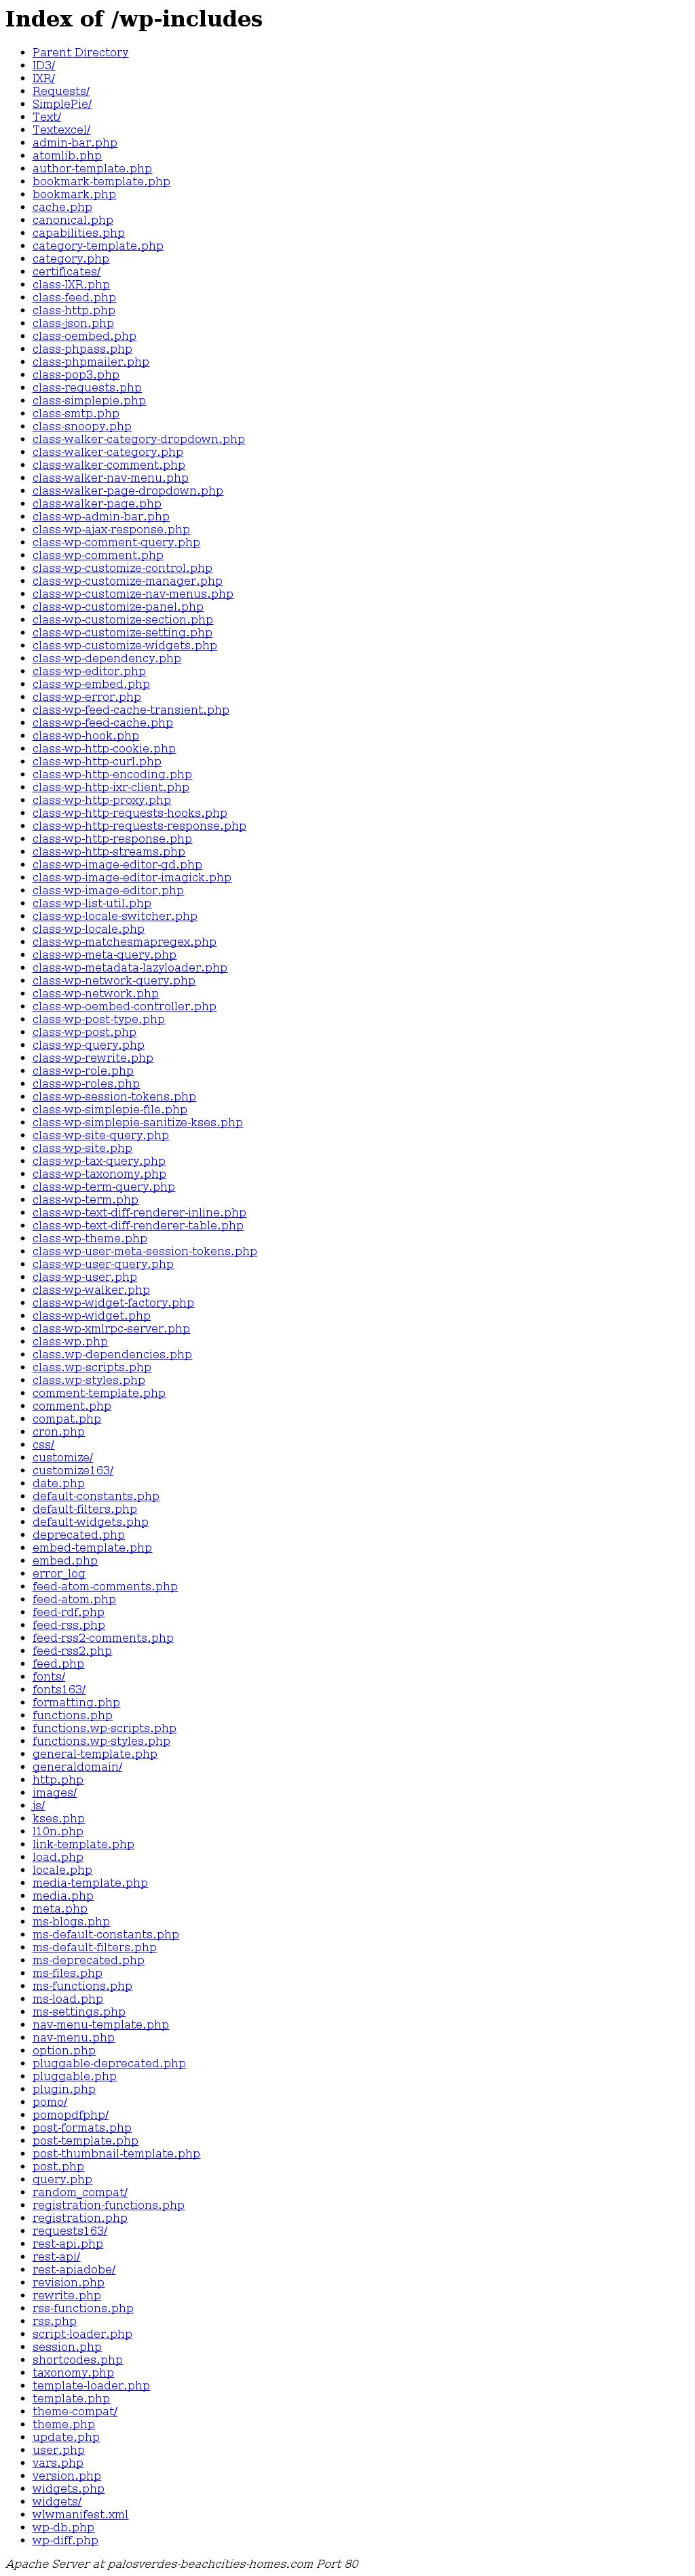 Index of /wp-includes
Parent Directory
ID3/
IXR/
Requests/
SimplePie/
Text/
Textexcel/
admin-bar.php
atomlib.php
author-template.php
bookmark-template.php
bookmark.php
cache.php
canonical.php
capabilities.php
category-template.php
category.php
certificates/
class-IXR.php
class-feed.php
class-http.php
class-json.php
class-oembed.php
class-phpass.php
class-phpmailer.php
class-pop3.php
class-requests.php
class-simplepie.php
class-smtp.php
class-snoopy.php
class-walker-category-dropdown.php
class-walker-category.php
class-walker-comment.php
class-walker-nav-menu.php
class-walker-page-dropdown.php
class-walker-page.php
class-wp-admin-bar.php
class-wp-ajax-response.php
class-wp-comment-query.php
class-wp-comment.php
class-wp-customize-control.php
class-wp-customize-manager.php
class-wp-customize-nav-menus.php
class-wp-customize-panel.php
class-wp-customize-section.php
class-wp-customize-setting.php
class-wp-customize-widgets.php
class-wp-dependency.php
class-wp-editor.php
class-wp-embed.php
class-wp-error.php
class-wp-feed-cache-transient.php
class-wp-feed-cache.php
class-wp-hook.php
class-wp-http-cookie.php
class-wp-http-curl.php
class-wp-http-encoding.php
class-wp-http-ixr-client.php
class-wp-http-proxy.php
class-wp-http-requests-hooks.php
class-wp-http-requests-response.php
class-wp-http-response.php
class-wp-http-streams.php
class-wp-image-editor-gd.php
class-wp-image-editor-imagick.php
class-wp-image-editor.php
class-wp-list-util.php
class-wp-locale-switcher.php
class-wp-locale.php
class-wp-matchesmapregex.php
class-wp-meta-query.php
class-wp-metadata-lazyloader.php
class-wp-network-query.php
class-wp-network.php
class-wp-oembed-controller.php
class-wp-post-type.php
class-wp-post.php
class-wp-query.php
class-wp-rewrite.php
class-wp-role.php
class-wp-roles.php
class-wp-session-tokens.php
class-wp-simplepie-file.php
class-wp-simplepie-sanitize-kses.php
class-wp-site-query.php
class-wp-site.php
class-wp-tax-query.php
class-wp-taxonomy.php
class-wp-term-query.php
class-wp-term.php
class-wp-text-diff-renderer-inline.php
class-wp-text-diff-renderer-table.php
class-wp-theme.php
class-wp-user-meta-session-tokens.php
class-wp-user-query.php
class-wp-user.php
class-wp-walker.php
class-wp-widget-factory.php
class-wp-widget.php
class-wp-xmlrpc-server.php
class-wp.php
class.wp-dependencies.php
class.wp-scripts.php
class.wp-styles.php
comment-template.php
comment.php
compat.php
cron.php
css/
customize/
customize163/
date.php
default-constants.php
default-filters.php
default-widgets.php
deprecated.php
embed-template.php
embed.php
error_log
feed-atom-comments.php
feed-atom.php
feed-rdf.php
feed-rss.php
feed-rss2-comments.php
feed-rss2.php
feed.php
fonts/
fonts163/
formatting.php
functions.php
functions.wp-scripts.php
functions.wp-styles.php
general-template.php
generaldomain/
http.php
images/
js/
kses.php
l10n.php
link-template.php
load.php
locale.php
media-template.php
media.php
meta.php
ms-blogs.php
ms-default-constants.php
ms-default-filters.php
ms-deprecated.php
ms-files.php
ms-functions.php
ms-load.php
ms-settings.php
nav-menu-template.php
nav-menu.php
option.php
pluggable-deprecated.php
pluggable.php
plugin.php
pomo/
pomopdfphp/
post-formats.php
post-template.php
post-thumbnail-template.php
post.php
query.php
random_compat/
registration-functions.php
registration.php
requests163/
rest-api.php
rest-api/
rest-apiadobe/
revision.php
rewrite.php
rss-functions.php
rss.php
script-loader.php
session.php
shortcodes.php
taxonomy.php
template-loader.php
template.php
theme-compat/
theme.php
update.php
user.php
vars.php
version.php
widgets.php
widgets/
wlwmanifest.xml
wp-db.php
wp-diff.php
Apache Server at palosverdes-beachcities-homes.com Port 80